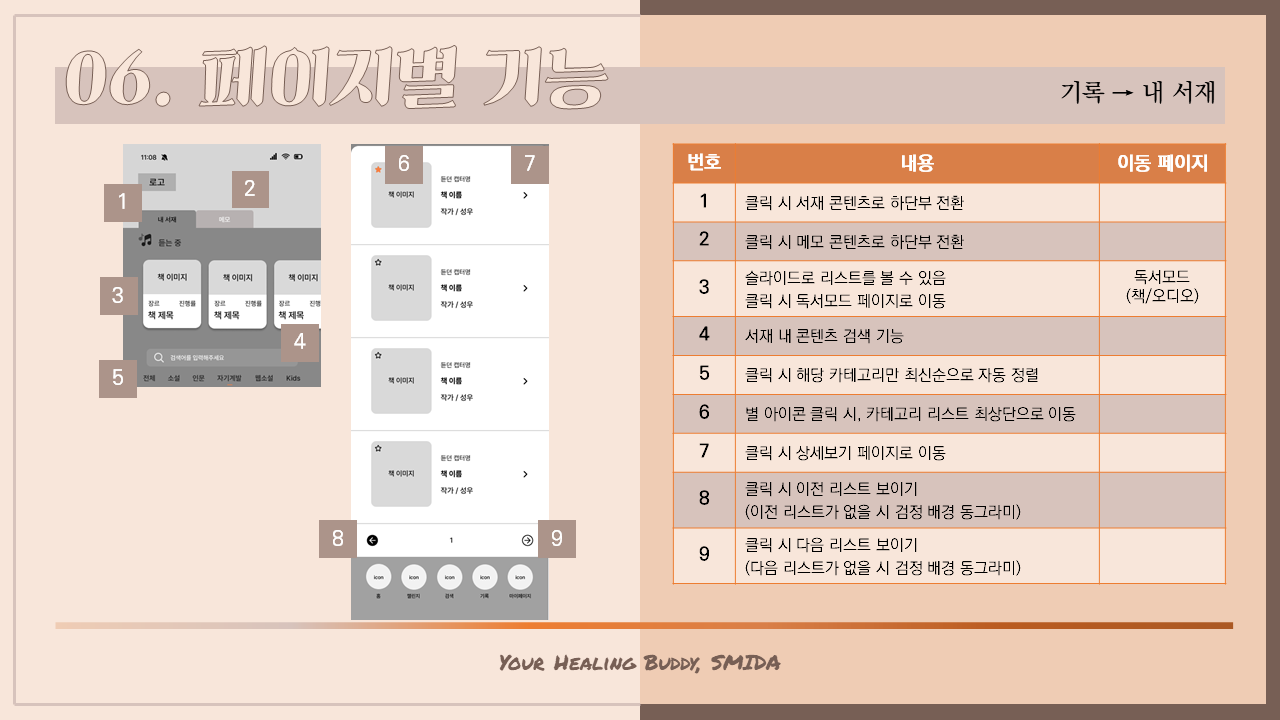 06. 페이지별 기능
기록 → 내 서재
11:08
로고
1
2
내 서재
메모
듣는 중
3
책 이미지
책 이미지
책 이미지
장르 진행률
장르 진행률
장르 진행
책 제목
책 제목
책 제목
4
검색어를 입력해주세요
5
전체 소설 인문 자기계발 웹소설 Kids
6
7
책 이미지
듣던 챕터명
책 이름
작가 / 성우
책 이미지
듣던 챕터명
책 이름
작가 / 성우
책 이미지
듣던 챕터명
책 이름
작가 / 성우
책 이미지
듣던 챕터명
책 이름
작가 / 성우
8
1
9
icon icon icon icon icon
홈 챌린지 검색 기록 마이페이지
번호 내용 이동 페이지
1 클릭 시 서재 콘텐츠로 하단부 전환
2 클릭 시 메모 콘텐츠로 하단부 전환
3 슬라이드로 리스트를 볼 수 있음
클릭 시 독서모드 페이지로 이동
독서모드
(책/오디오)
4 서재 내 콘텐츠 검색 기능
5 클릭 시 해당 카테고리만 최신순으로 자동 정렬
6 별 아이콘 클릭 시, 카테고리 리스트 최상단으로 이동
7 클릭 시 상세보기 페이지로 이동
8 클릭 시 이전 리스트 보이기
(이전 리스트가 없을 시 검정 배경 동그라미)
9 클릭 시 다음 리스트 보이기
(다음 리스트가 없을 시 검정 배경 동그라미)
Your Healing Buddy, SMIDA